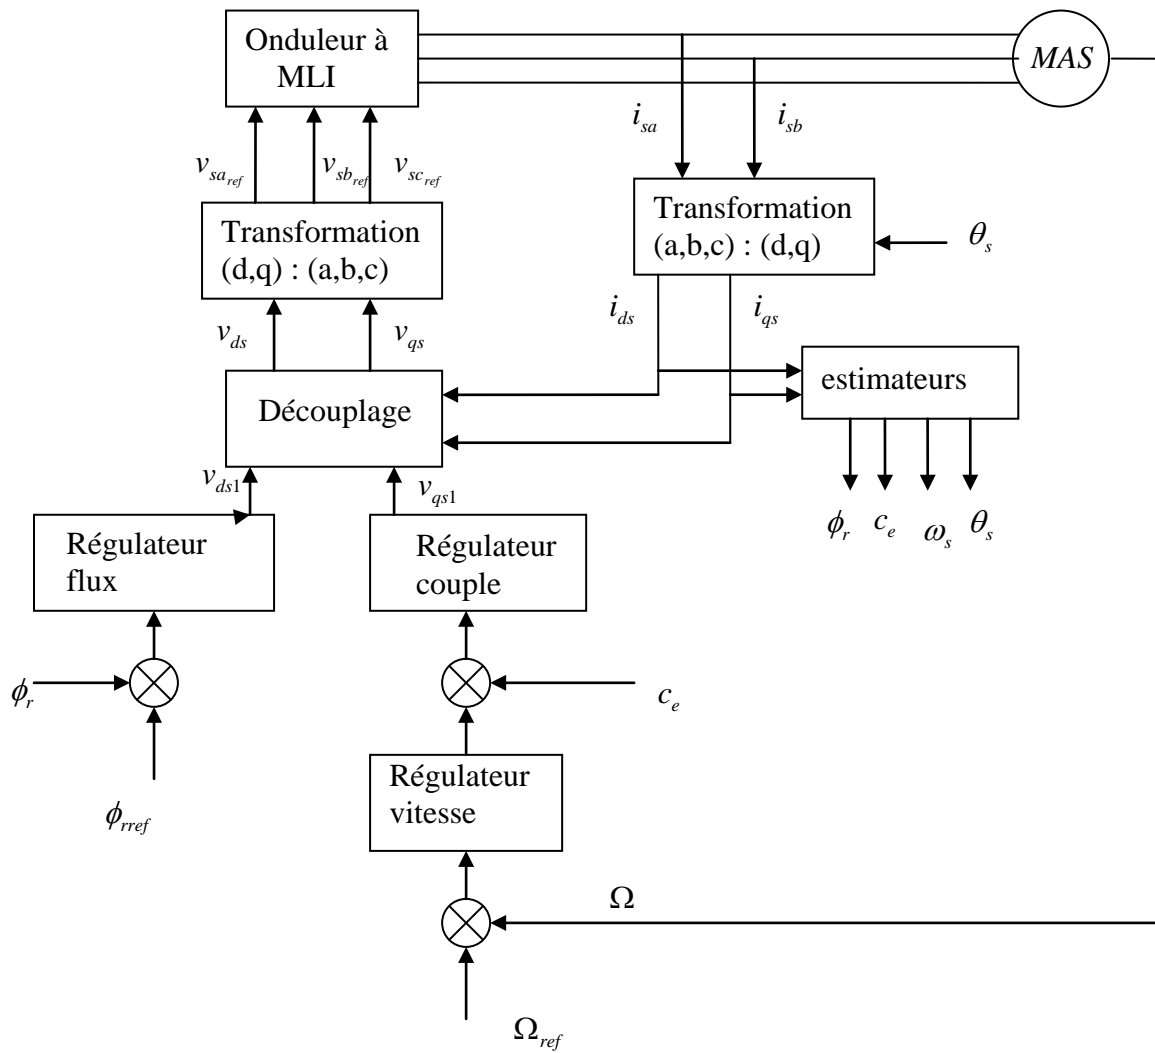 Onduleur à
MLI
MAS
i_sa
i_sb
v_sa_ref
v_sb_ref
v_sc_ref
Transformation
(d,q) : (a,b,c)
Transformation
(a,b,c) : (d,q)
θ_s
v_ds
v_qs
i_ds
i_qs
Découplage
estimateurs
v_ds1
v_qs1
ϕ_r
c_e
ω_s
θ_s
Régulateur
flux
Régulateur
couple
ϕ_r
c_e
ϕ_rref
Régulateur
vitesse
Ω
Ω_ref